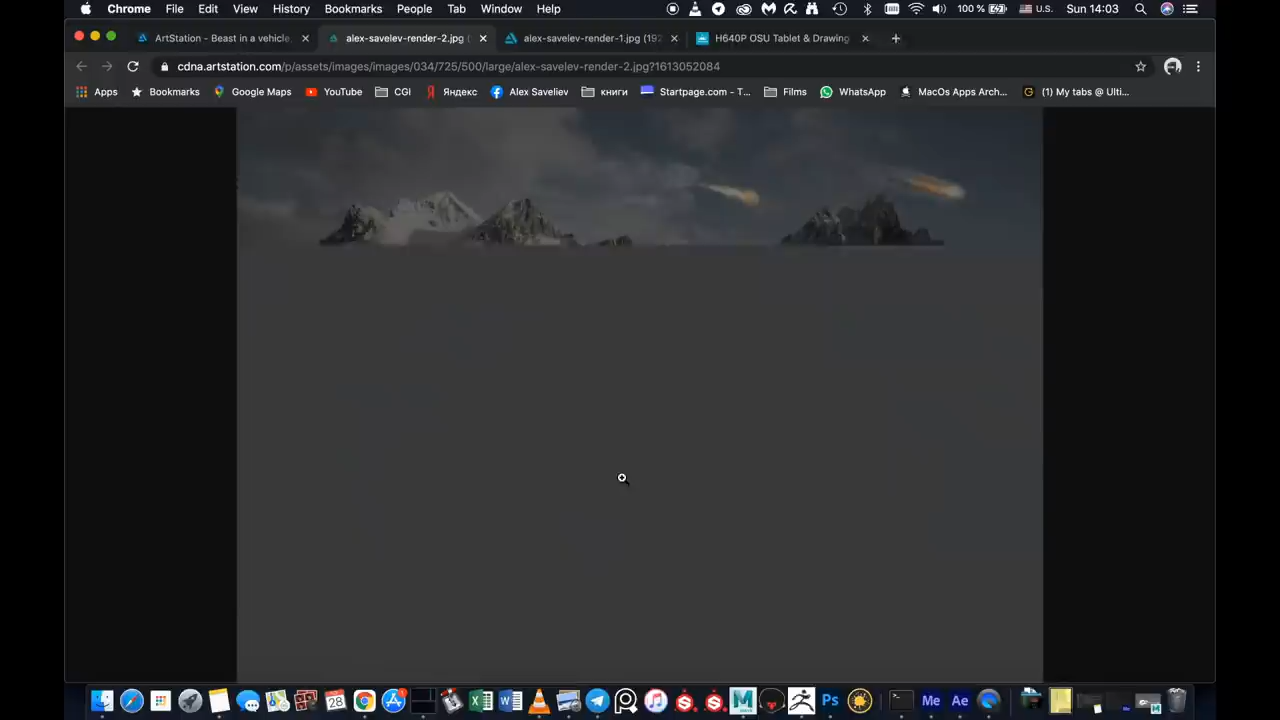 Chrome File Edit View History Bookmarks People Tab Window Help 100 % U.S. Sun 14:03
ArtStation - Beast in a vehicle, alex-savelev-render-2.jpg ( alex-savelev-render-1.jpg (192 H640P OSU Tablet & Drawing
cdna.artstation.com/p/assets/images/images/034/725/500/large/alex-savelev-render-2.jpg?1613052084
Apps Bookmarks Google Maps YouTube CGI Яндекс Alex Saveliev книги Startpage.com - T... Films WhatsApp MacOs Apps Arch... (1) My tabs @ Ulti...
28 Ps Me Ae